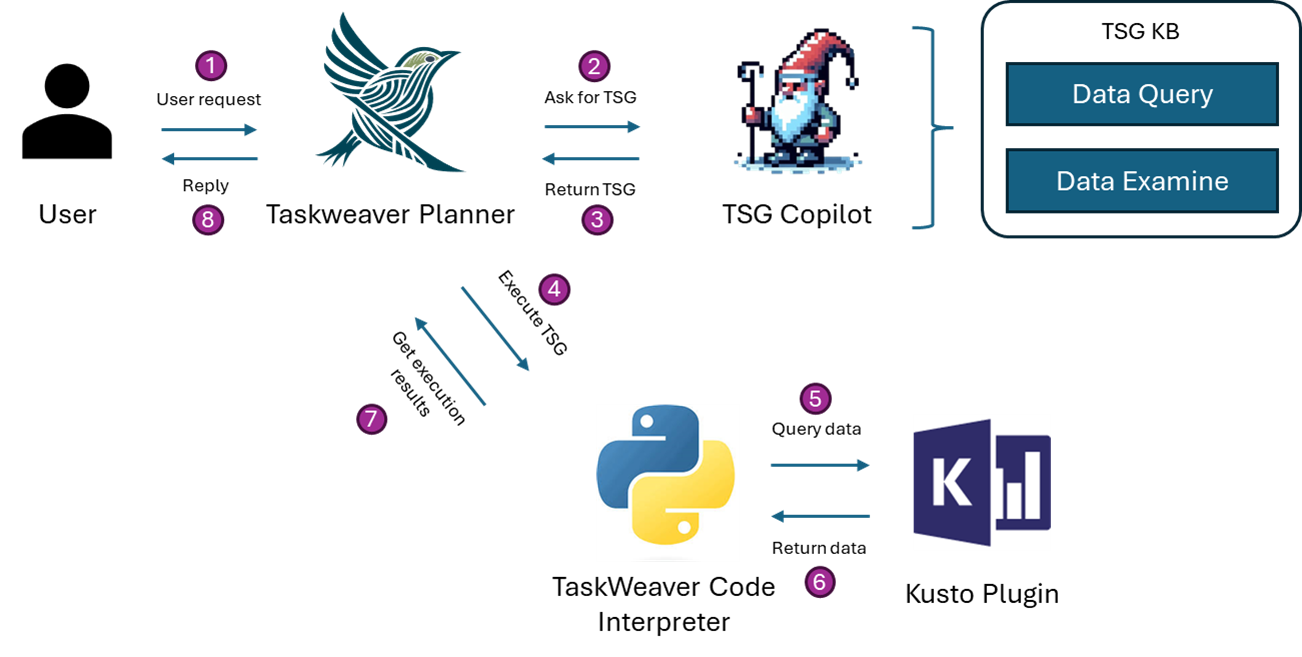 TSG KB
1
2
User request
Ask for TSG
Data Query
Data Examine
Reply
Return TSG
8
3
User
Taskweaver Planner
TSG Copilot
4
Execute TSG
Get execution
results
7
5
Query data
K
Return data
6
TaskWeaver Code
Interpreter
Kusto Plugin